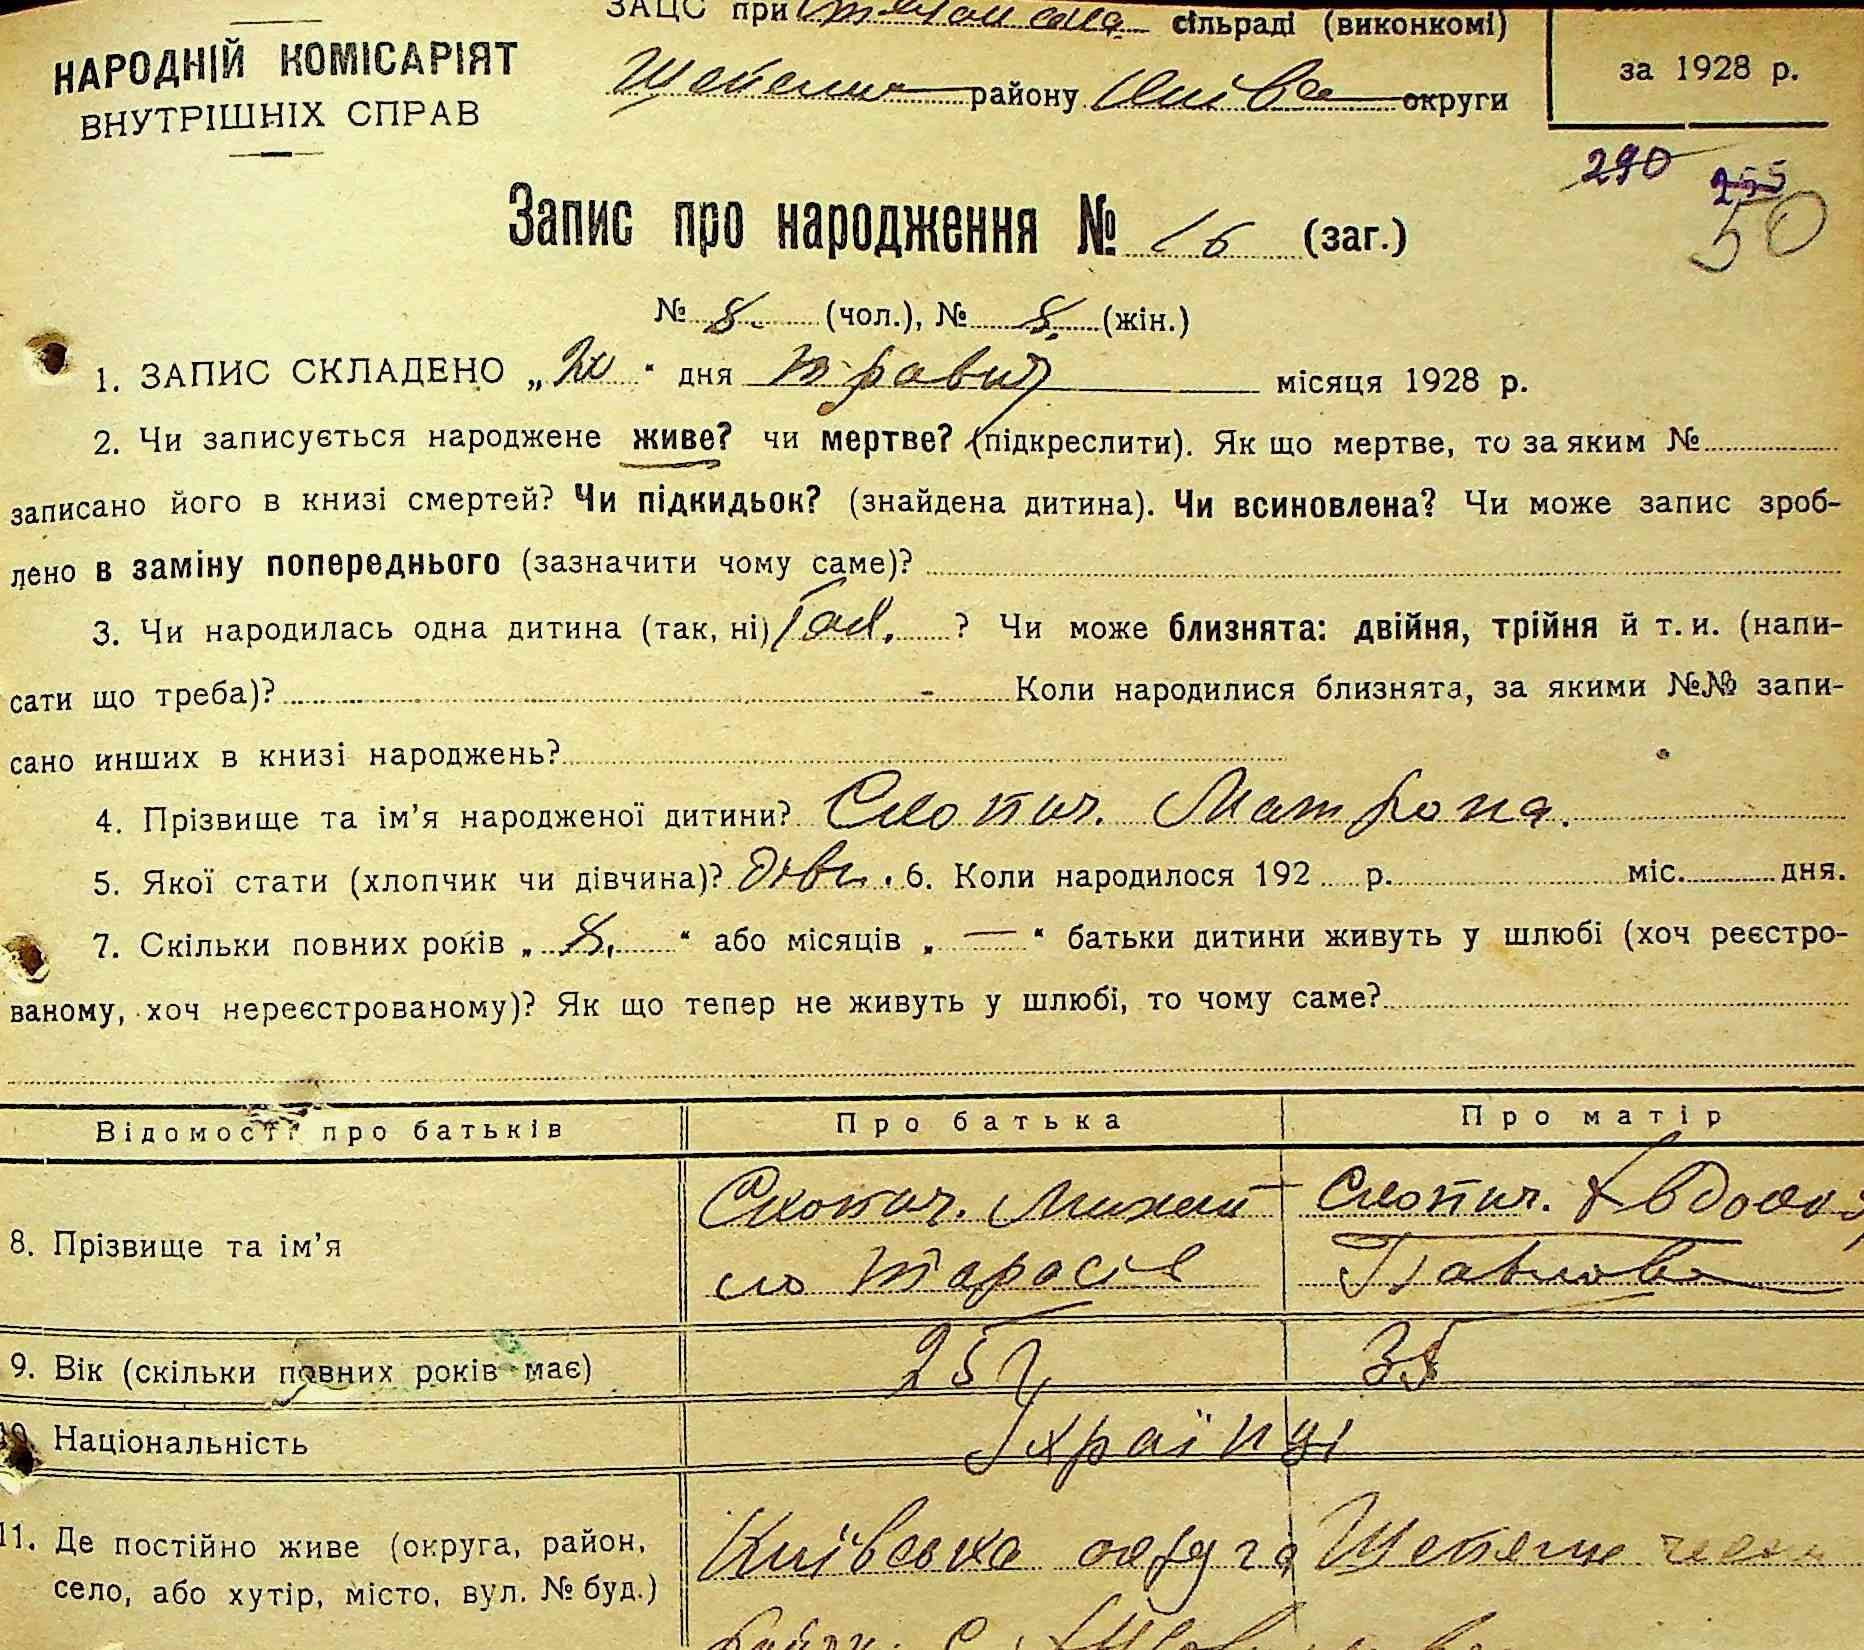 ЗАЦС при сільраді (виконкомі)
НАРОДНІЙ КОМІСАРІЯТ
ВНУТРІШНІХ СПРАВ
району округи
за 1928 р.
290 255
50
Запис про народження № 16 (заг.)
№ 8. (чол.), № 8. (жін.)
1. ЗАПИС СКЛАДЕНО „ “ дня травня місяця 1928 р.
2. Чи записується народжене живе? чи мертве? (підкреслити). Як що мертве, то за яким №
записано його в книзі смертей? Чи підкидьок? (знайдена дитина). Чи всиновлена? Чи може запис зроб-
лено в заміну попереднього (зазначити чому саме)?
3. Чи народилась одна дитина (так, ні) ? Чи може близнята: двійня, трійня й т. и. (напи-
сати що треба)? - Коли народилися близнята, за якими №№ запи-
сано инших в книзі народжень?
4. Прізвище та ім’я народженої дитини? Матрона.
5. Якої стати (хлопчик чи дівчина)? дівч. 6. Коли народилося 192 р. міс. дня.
7. Скільки повних років „ 8. “ або місяців „ — “ батьки дитини живуть у шлюбі (хоч реєстро-
ваному, хоч нереєстрованому)? Як що тепер не живуть у шлюбі, то чому саме?
Відомості про батьків Про батька Про матір
8. Прізвище та ім’я Михай
ло Тарасів Павлова
9. Вік (скільки повних років має)
10. Національність Українці
11. Де постійно живе (округа, район, Київська округа
село, або хутір, місто, вул. № буд.)